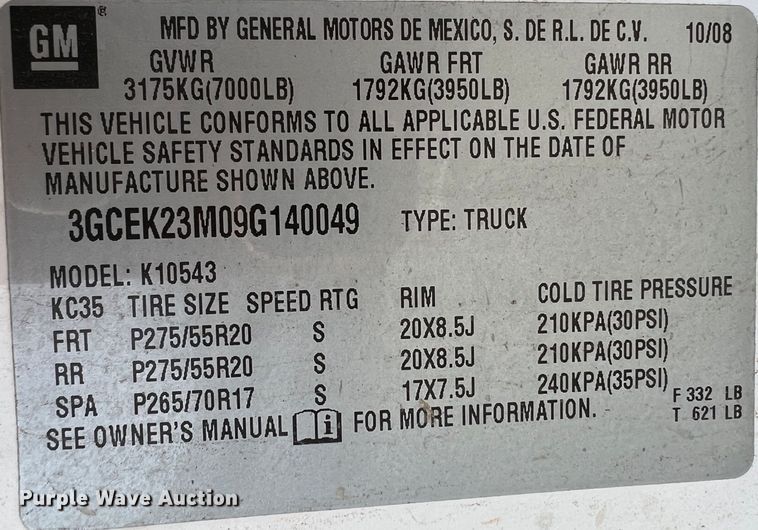 GM ®
MFD BY GENERAL MOTORS DE MEXICO, S. DE R.L. DE C.V. 10/08
GVWR GAWR FRT GAWR RR
3175KG(7000LB) 1792KG(3950LB) 1792KG(3950LB)
THIS VEHICLE CONFORMS TO ALL APPLICABLE U.S. FEDERAL MOTOR
VEHICLE SAFETY STANDARDS IN EFFECT ON THE DATE OF
MANUFACTURE SHOWN ABOVE.
3GCEK23M09G140049 TYPE: TRUCK
MODEL: K10543
KC35 TIRE SIZE SPEED RTG RIM COLD TIRE PRESSURE
FRT P275/55R20 S 20X8.5J 210KPA(30PSI)
RR P275/55R20 S 20X8.5J 210KPA(30PSI)
SPA P265/70R17 S 17X7.5J 240KPA(35PSI)
F 332 LB
T 621 LB
SEE OWNER'S MANUAL i FOR MORE INFORMATION.
Purple Wave Auction